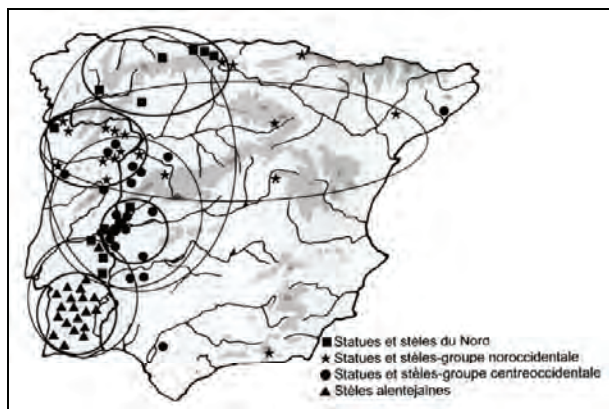 Statues et stèles du Nord
Statues et stèles-groupe noroccidentale
Statues et stèles-groupe centreoccidentale
Stèles alentejaines